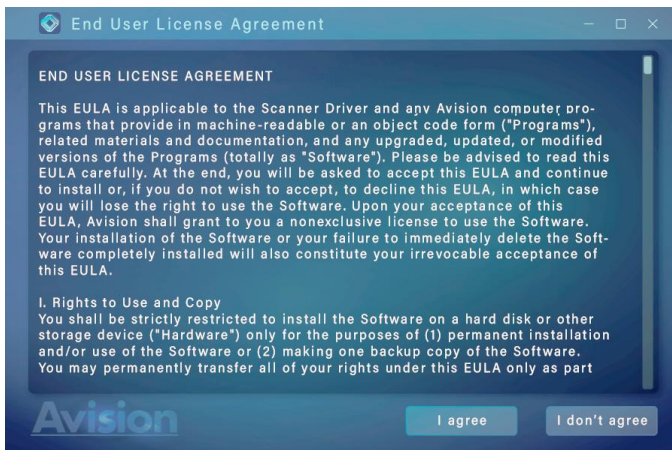 End User License Agreement
END USER LICENSE AGREEMENT
This EULA is applicable to the Scanner Driver and any Avision computer pro-
grams that provide in machine-readable or an object code form ("Programs"),
related materials and documentation, and any upgraded, updated, or modified
versions of the Programs (totally as "Software"). Please be advised to read this
EULA carefully. At the end, you will be asked to accept this EULA and continue
to install or, if you do not wish to accept, to decline this EULA, in which case
you will lose the right to use the Software. Upon your acceptance of this
EULA, Avision shall grant to you a nonexclusive license to use the Software.
Your installation of the Software or your failure to immediately delete the Soft-
ware completely installed will also constitute your irrevocable acceptance of
this EULA.
I. Rights to Use and Copy
You shall be strictly restricted to install the Software on a hard disk or other
storage device ("Hardware") only for the purposes of (1) permanent installation
and/or use of the Software or (2) making one backup copy of the Software.
You may permanently transfer all of your rights under this EULA only as part
Avision
I agree
I don't agree